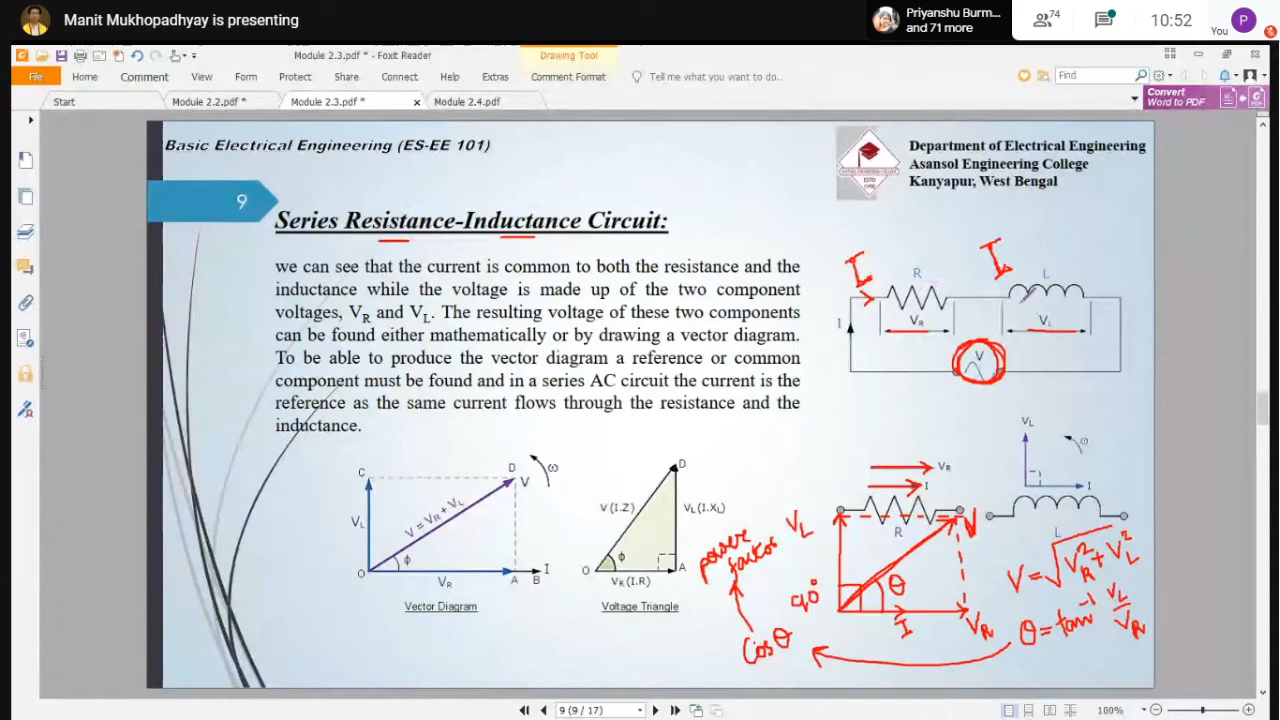 Manit Mukhopadhyay is presenting
Priyanshu Burm...
and 71 more
74
10:52
You
P
Module 2.3.pdf * - Foxit Reader
Drawing Tool
File
Home
Comment
View
Form
Protect
Share
Connect
Help
Extras
Comment Format
Tell me what you want to do...
Find
Start
Module 2.2.pdf *
Module 2.3.pdf *
Module 2.4.pdf
Convert
Word to PDF
Basic Electrical Engineering (ES-EE 101)
Department of Electrical Engineering
Asansol Engineering College
Kanyapur, West Bengal
9
Series Resistance-Inductance Circuit:
we can see that the current is common to both the resistance and the
inductance while the voltage is made up of the two component
voltages, VR and VL. The resulting voltage of these two components
can be found either mathematically or by drawing a vector diagram.
To be able to produce the vector diagram a reference or common
component must be found and in a series AC circuit the current is the
reference as the same current flows through the resistance and the
inductance.
I
I
R
L
I
VR
VL
V
C
D
V
ω
VL
V = VR + VL
ϕ
O
VR
A
B
I
Vector Diagram
D
V (I.Z)
VL(I.XL)
ϕ
O
A
VR (I.R)
Voltage Triangle
VR
I
R
VL
ω
I
L
VL
V
power
factor
90°
θ
I
VR
cosθ
V = √VR² + VL²
θ = tan⁻¹ VL/VR
9 (9 / 17)
100%